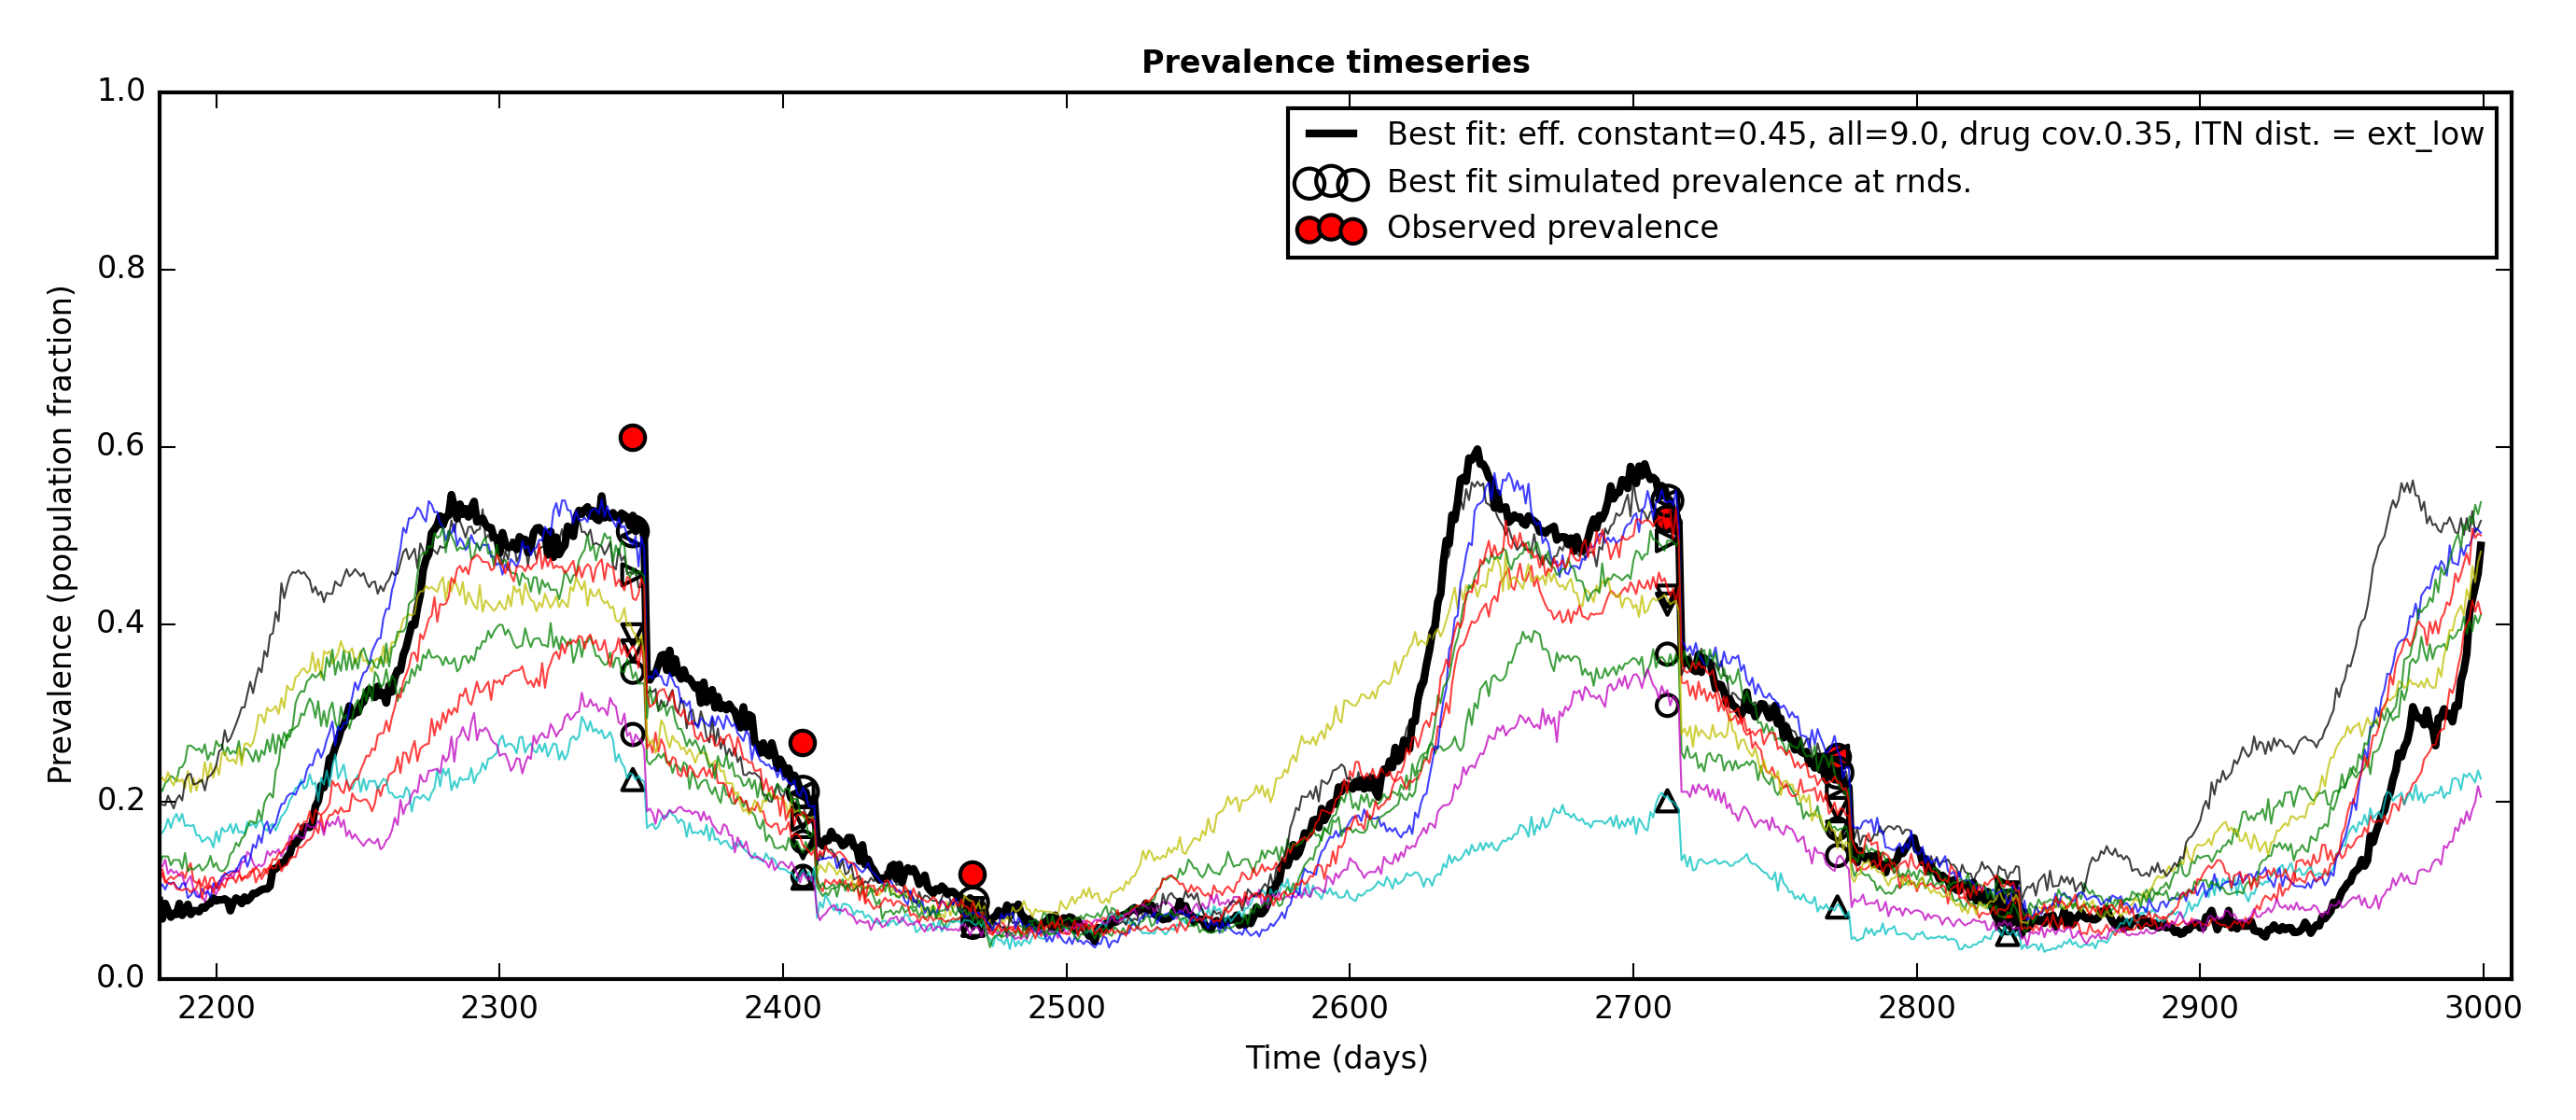 Prevalence timeseries
1.0
0.8
0.6
0.4
0.2
0.0
Prevalence (population fraction)
Best fit: eff. constant=0.45, all=9.0, drug cov.0.35, ITN dist. = ext_low
Best fit simulated prevalence at rnds.
Observed prevalence
2200 2300 2400 2500 2600 2700 2800 2900 3000
Time (days)